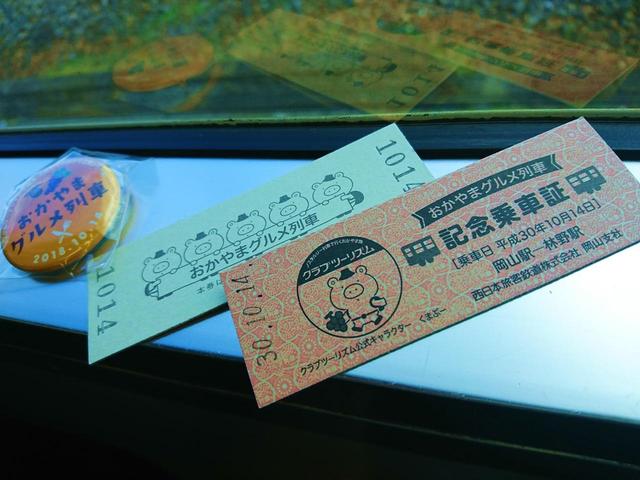 おかやま
グルメ列車
2018.10.14
1014
おかやまグルメ列車
本券は
1014
おかやまグルメ列車
記念乗車証
[乗車日 平成30年10月14日]
岡山駅－林野駅
西日本旅客鉄道株式会社 岡山支社
30.10.14.
クラブツーリズム
クラブツーリズム公式キャラクター くまぶー